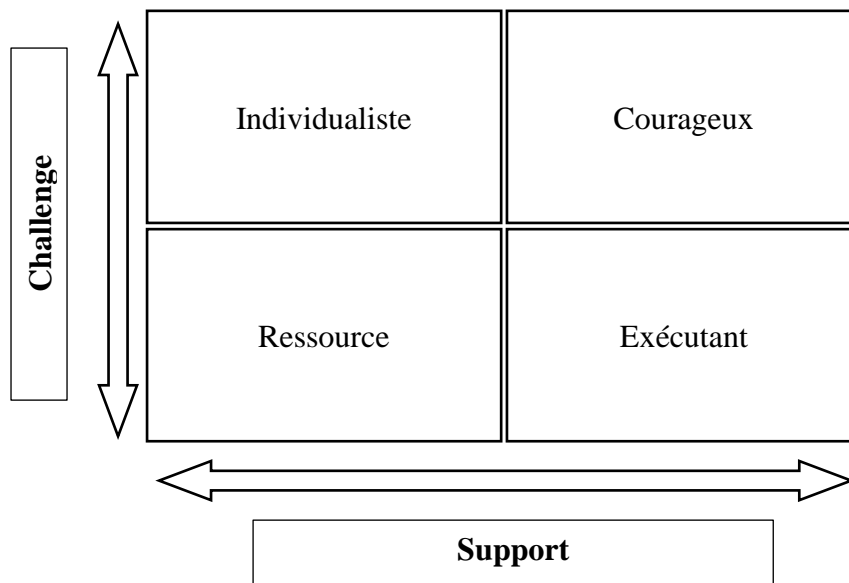 Challenge
Individualiste
Courageux
Ressource
Exécutant
Support